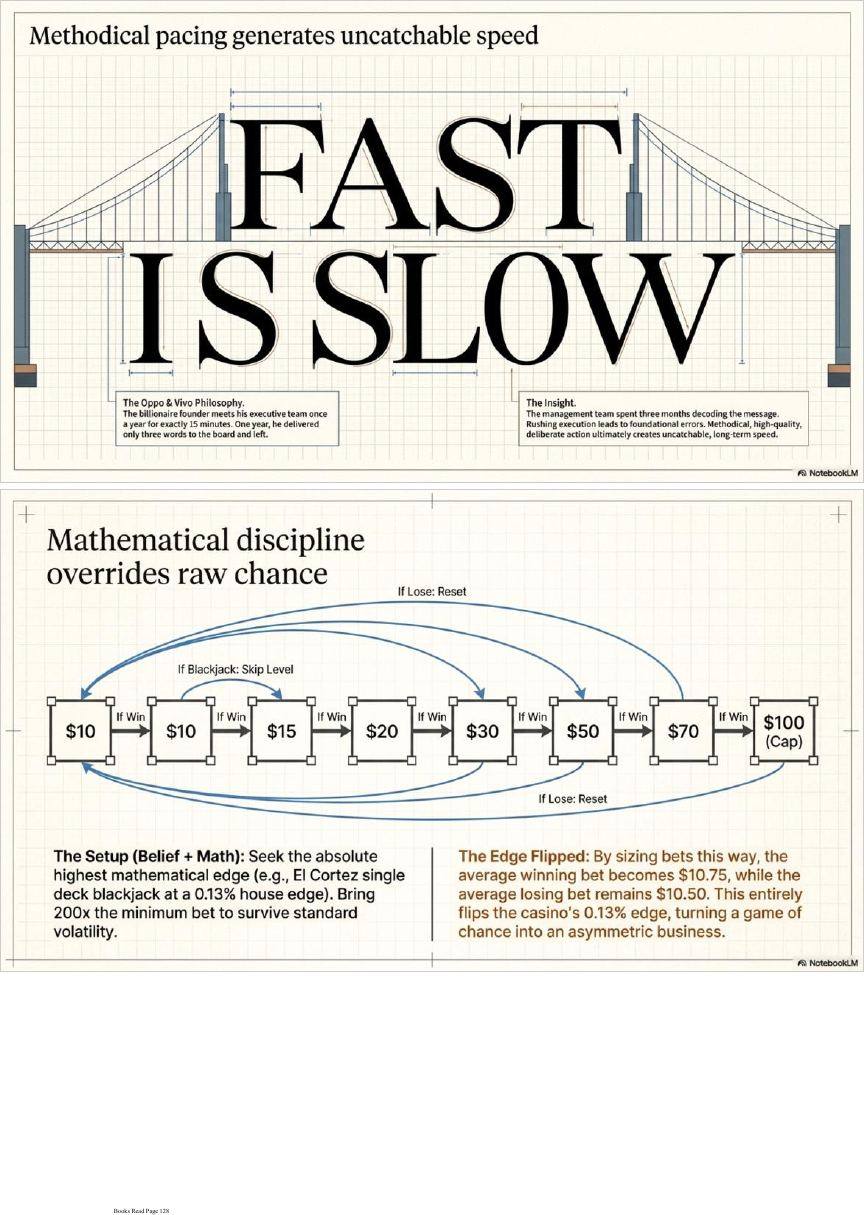 Methodical pacing generates uncatchable speed
FAST
IS SLOW
The Oppo & Vivo Philosophy.
The billionaire founder meets his executive team once
a year for exactly 15 minutes. One year, he delivered
only three words to the board and left.
The Insight.
The management team spent three months decoding the message.
Rushing execution leads to foundational errors. Methodical, high-quality,
deliberate action ultimately creates uncatchable, long-term speed.
NotebookLM
Mathematical discipline
overrides raw chance
If Lose: Reset
If Blackjack: Skip Level
$10
If Win
$10
If Win
$15
If Win
$20
If Win
$30
If Win
$50
If Win
$70
If Win
$100
(Cap)
If Lose: Reset
The Setup (Belief + Math): Seek the absolute
highest mathematical edge (e.g., El Cortez single
deck blackjack at a 0.13% house edge). Bring
200x the minimum bet to survive standard
volatility.
The Edge Flipped: By sizing bets this way, the
average winning bet becomes $10.75, while the
average losing bet remains $10.50. This entirely
flips the casino's 0.13% edge, turning a game of
chance into an asymmetric business.
NotebookLM
Books Read Page 128